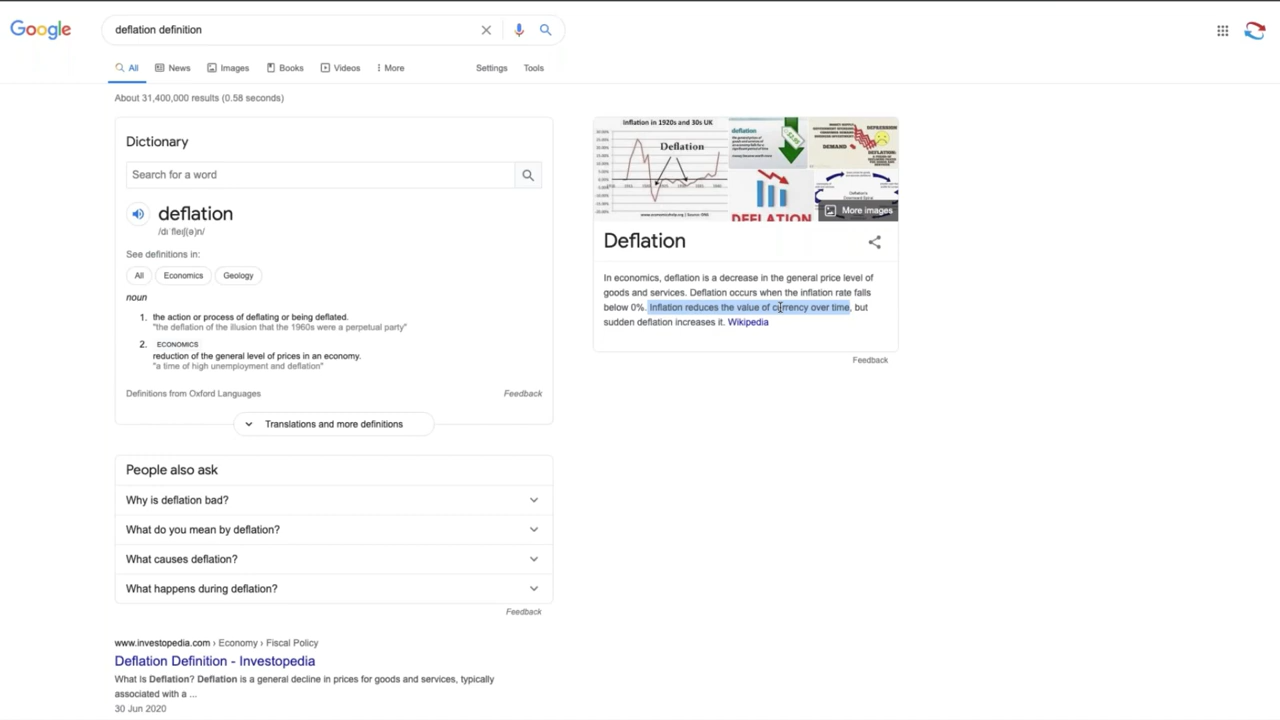 Google
deflation definition
All
News
Images
Books
Videos
More
Settings
Tools
About 31,400,000 results (0.58 seconds)
Dictionary
Search for a word
deflation
/dɪˈfleɪʃ(ə)n/
See definitions in:
All
Economics
Geology
noun
1. the action or process of deflating or being deflated.
"the deflation of the illusion that the 1960s were a perpetual party"
2. ECONOMICS
reduction of the general level of prices in an economy.
"a time of high unemployment and deflation"
Definitions from Oxford Languages
Feedback
Translations and more definitions
People also ask
Why is deflation bad?
What do you mean by deflation?
What causes deflation?
What happens during deflation?
Feedback
www.investopedia.com › Economy › Fiscal Policy
Deflation Definition - Investopedia
What Is Deflation? Deflation is a general decline in prices for goods and services, typically
associated with a ...
30 Jun 2020
Inflation in 1920s and 30s UK
Deflation
deflation
DEPRESSION
DEMAND
DEFLATION:
DEFLATION
More images
Deflation
In economics, deflation is a decrease in the general price level of
goods and services. Deflation occurs when the inflation rate falls
below 0%. Inflation reduces the value of currency over time, but
sudden deflation increases it. Wikipedia
Feedback